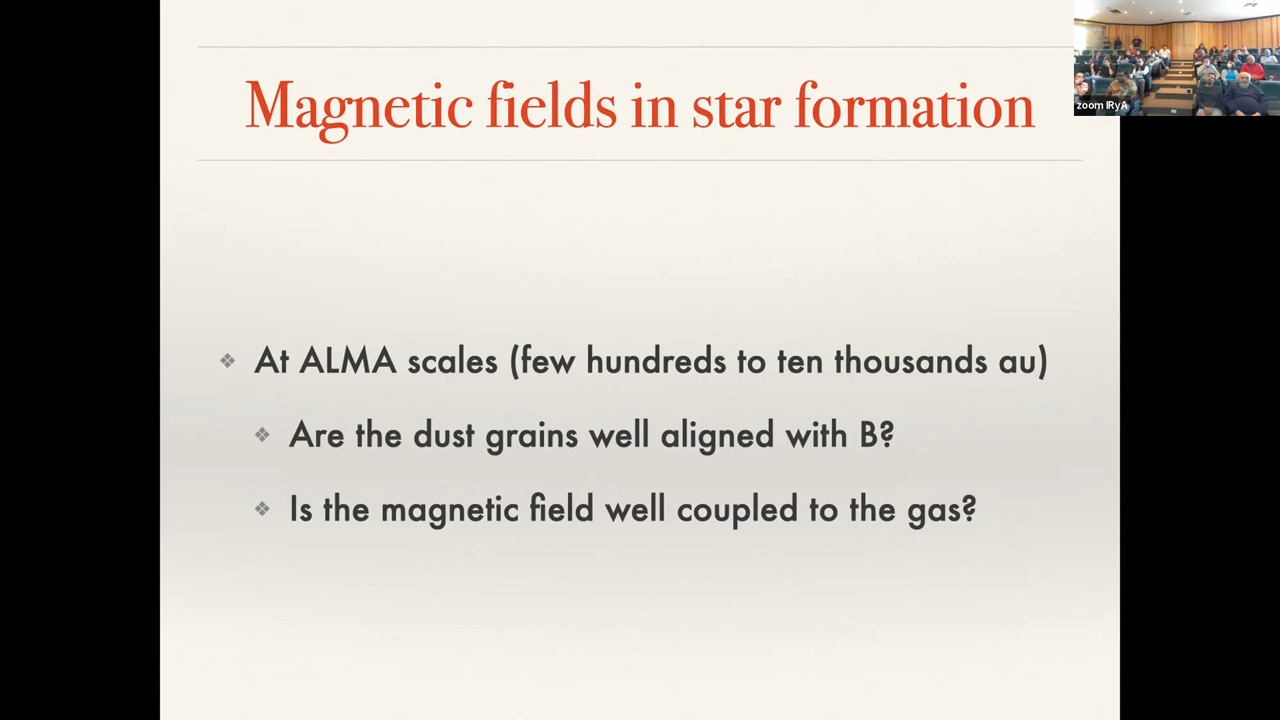 Magnetic fields in star formation
zoom IRyA
❖ At ALMA scales (few hundreds to ten thousands au)
❖ Are the dust grains well aligned with B?
❖ Is the magnetic field well coupled to the gas?